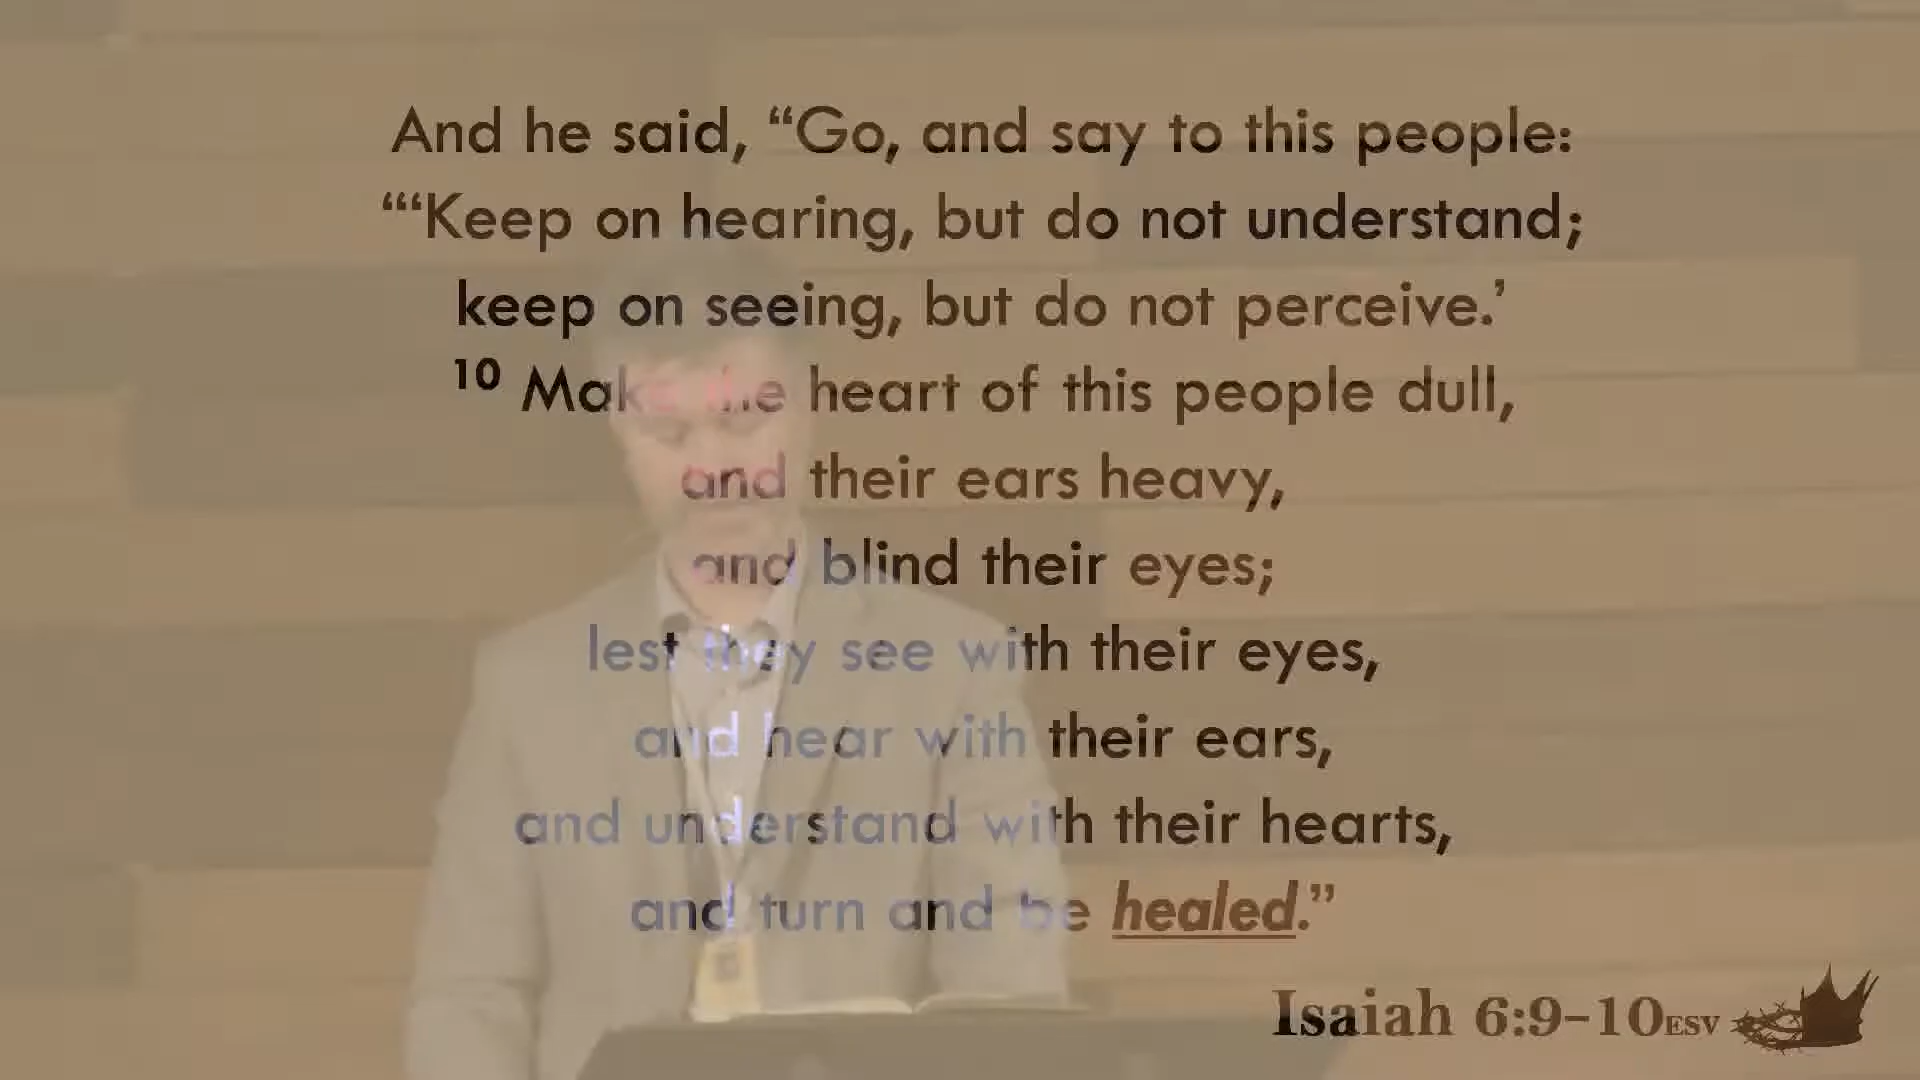 And he said, “Go, and say to this people:
“‘Keep on hearing, but do not understand;
keep on seeing, but do not perceive.’
10 Make the heart of this people dull,
and their ears heavy,
and blind their eyes;
lest they see with their eyes,
and hear with their ears,
and understand with their hearts,
and turn and be healed.”
Isaiah 6:9-10 ESV